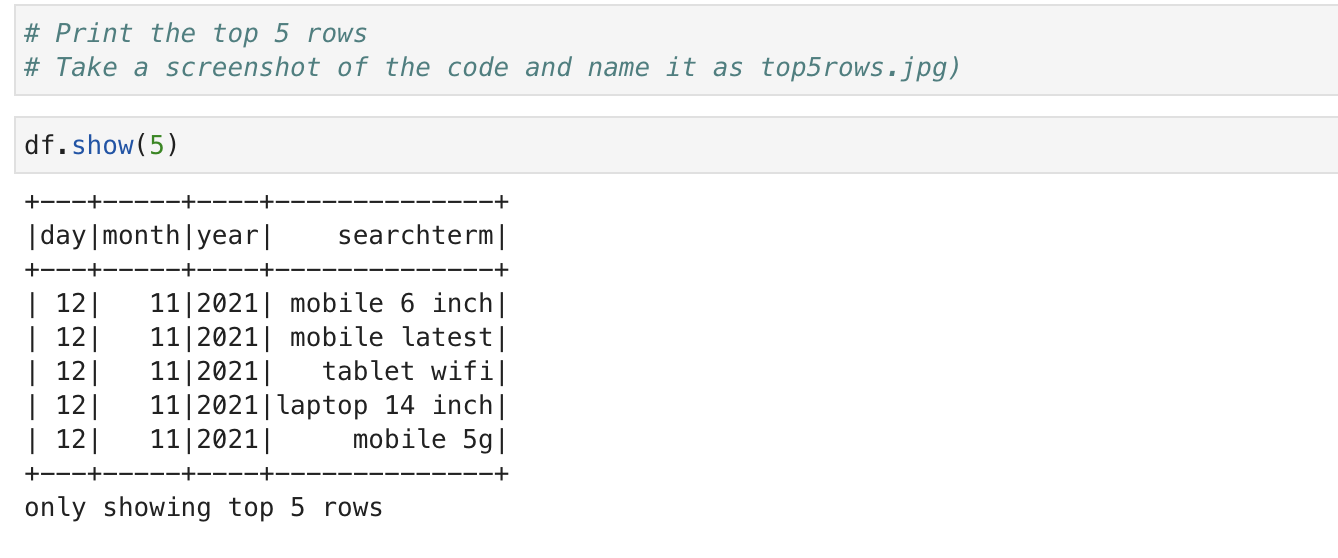 # Print the top 5 rows
# Take a screenshot of the code and name it as top5rows.jpg)
df.show(5)
+---+-----+----+--------------+
|day|month|year|    searchterm|
+---+-----+----+--------------+
| 12|   11|2021| mobile 6 inch|
| 12|   11|2021| mobile latest|
| 12|   11|2021|   tablet wifi|
| 12|   11|2021|laptop 14 inch|
| 12|   11|2021|     mobile 5g|
+---+-----+----+--------------+
only showing top 5 rows